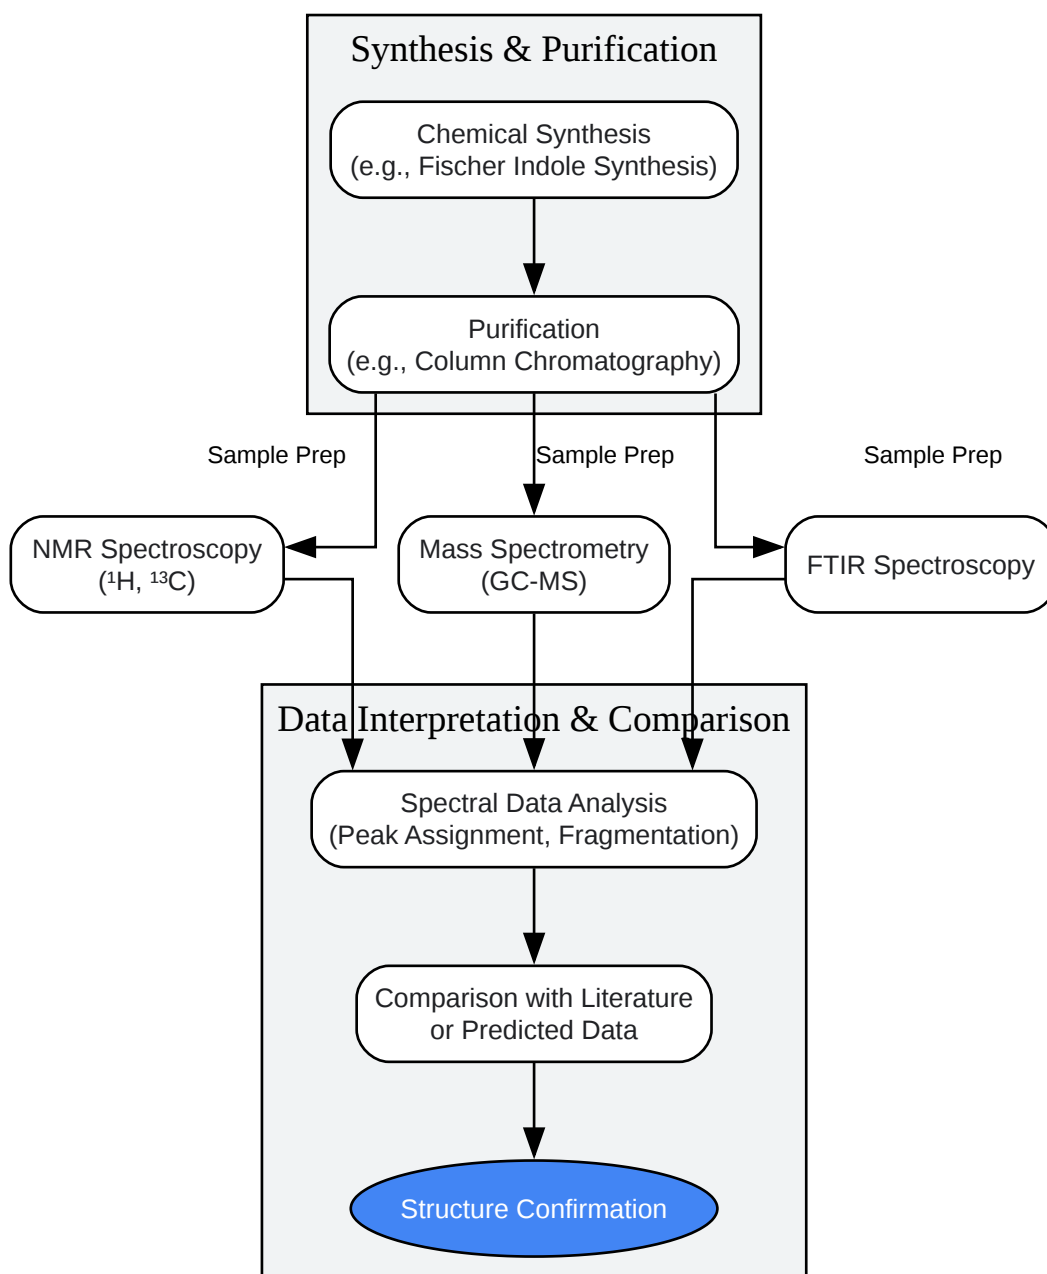 Synthesis & Purification
Chemical Synthesis
(e.g., Fischer Indole Synthesis)
Purification
(e.g., Column Chromatography)
Sample Prep
Sample Prep
Sample Prep
NMR Spectroscopy
(¹H, ¹³C)
Mass Spectrometry
(GC-MS)
FTIR Spectroscopy
Data Interpretation & Comparison
Spectral Data Analysis
(Peak Assignment, Fragmentation)
Comparison with Literature
or Predicted Data
Structure Confirmation